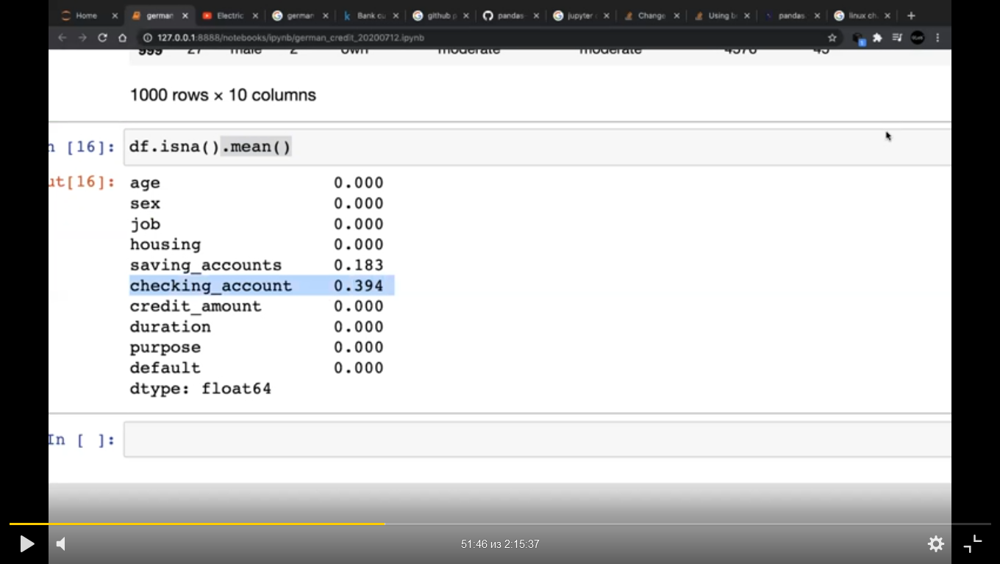 Home german Electric german Bank cu github p pandas- jupyter Change Using b pandas. linux ch.
127.0.0.1:8888/notebooks/ipynb/german_credit_20200712.ipynb
999 27 male 2 own moderate moderate 4576 45
1000 rows × 10 columns
n [16]: df.isna().mean()
ut[16]: age 0.000
sex 0.000
job 0.000
housing 0.000
saving_accounts 0.183
checking_account 0.394
credit_amount 0.000
duration 0.000
purpose 0.000
default 0.000
dtype: float64
In [ ]:
51:46 из 2:15:37